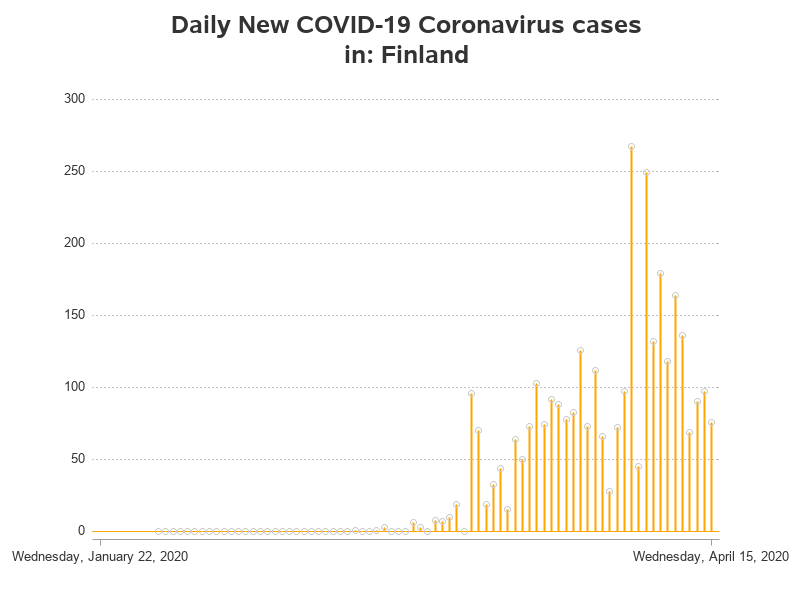 Daily New COVID-19 Coronavirus cases
in: Finland
300
250
200
150
100
50
0
Wednesday, January 22, 2020
Wednesday, April 15, 2020